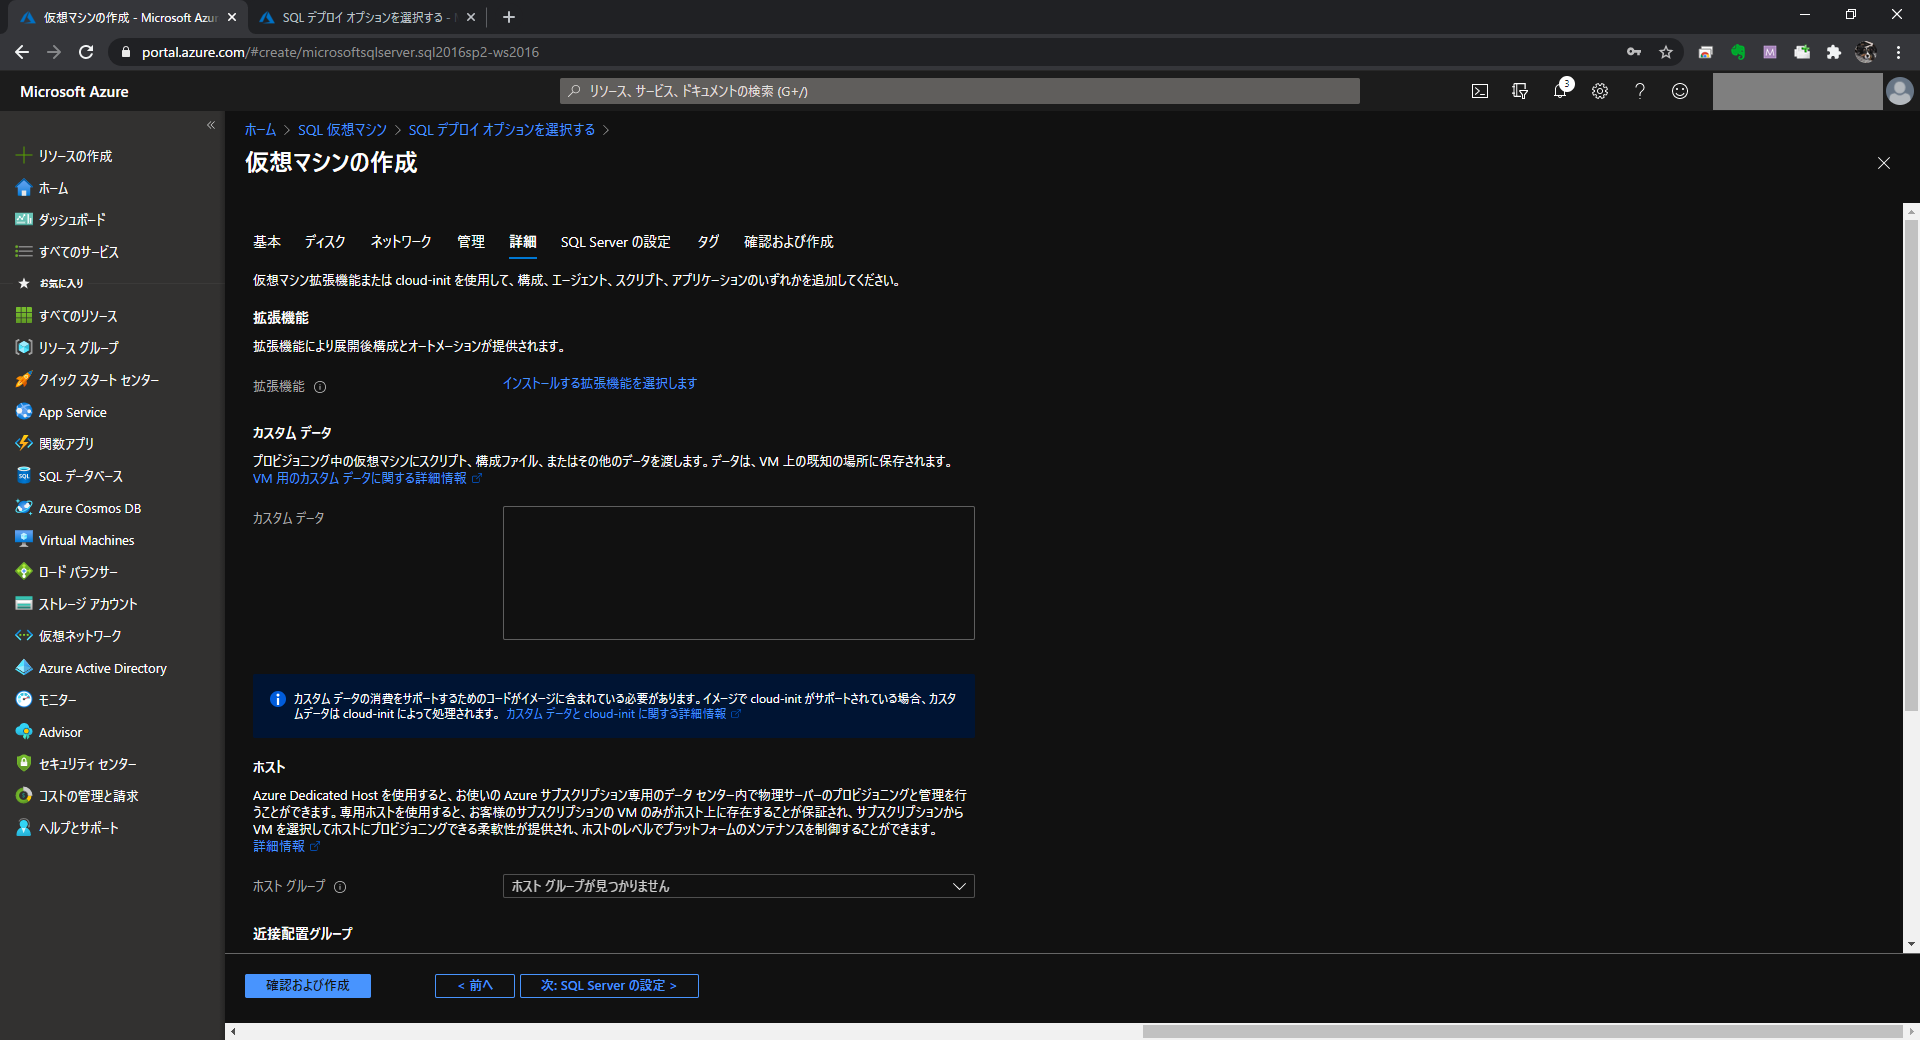 仮想マシンの作成 - Microsoft Azur
SQL デプロイ オプションを選択する -
portal.azure.com/#create/microsoftsqlserver.sql2016sp2-ws2016
Microsoft Azure
リソース、サービス、ドキュメントの検索 (G+/)
3
リソースの作成
ホーム
ダッシュボード
すべてのサービス
お気に入り
すべてのリソース
リソース グループ
クイック スタート センター
App Service
関数アプリ
SQL データベース
Azure Cosmos DB
Virtual Machines
ロード バランサー
ストレージ アカウント
仮想ネットワーク
Azure Active Directory
モニター
Advisor
セキュリティ センター
コストの管理と請求
ヘルプとサポート
ホーム > SQL 仮想マシン > SQL デプロイ オプションを選択する >
仮想マシンの作成
基本 ディスク ネットワーク 管理 詳細 SQL Server の設定 タグ 確認および作成
仮想マシン拡張機能または cloud-init を使用して、構成、エージェント、スクリプト、アプリケーションのいずれかを追加してください。
拡張機能
拡張機能により展開後構成とオートメーションが提供されます。
拡張機能 インストールする拡張機能を選択します
カスタム データ
プロビジョニング中の仮想マシンにスクリプト、構成ファイル、またはその他のデータを渡します。データは、VM 上の既知の場所に保存されます。
VM 用のカスタム データに関する詳細情報
カスタム データ
カスタム データの消費をサポートするためのコードがイメージに含まれている必要があります。イメージで cloud-init がサポートされている場合、カスタ
ムデータは cloud-init によって処理されます。 カスタム データと cloud-init に関する詳細情報
ホスト
Azure Dedicated Host を使用すると、お使いの Azure サブスクリプション専用のデータ センター内で物理サーバーのプロビジョニングと管理を行
うことができます。専用ホストを使用すると、お客様のサブスクリプションの VM のみがホスト上に存在することが保証され、サブスクリプションから
VM を選択してホストにプロビジョニングできる柔軟性が提供され、ホストのレベルでプラットフォームのメンテナンスを制御することができます。
詳細情報
ホスト グループ ホスト グループが見つかりません
近接配置グループ
確認および作成 < 前へ 次: SQL Server の設定 >